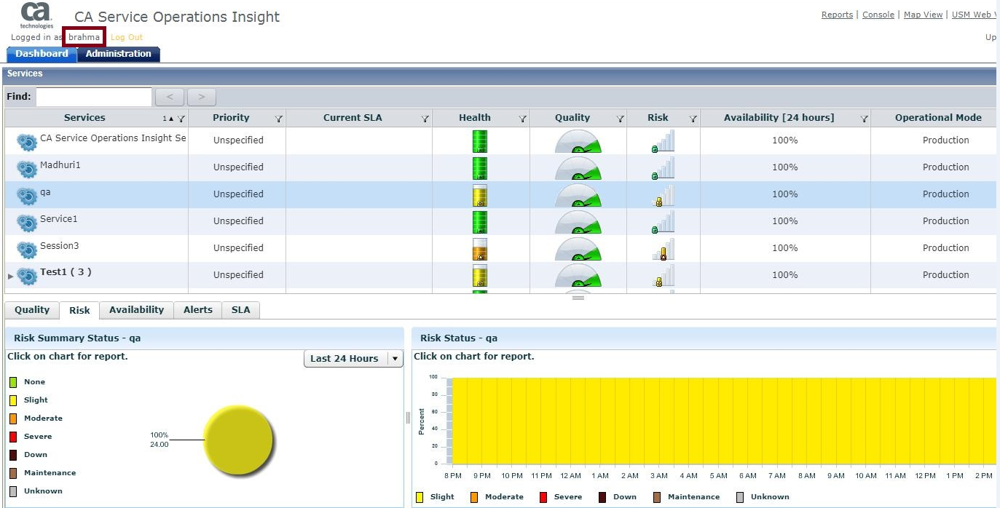 ca
technologies
CA Service Operations Insight
Reports | Console | Map View | USM Web
Logged in as brahma Log Out
Up
Dashboard Administration
Services
Find: < >
Services 1 Priority Current SLA Health Quality Risk Availability [24 hours] Operational Mode
CA Service Operations Insight Se Unspecified 100% Production
Madhuri1 Unspecified 100% Production
qa Unspecified 100% Production
Service1 Unspecified 100% Production
Session3 Unspecified 100% Production
Test1 ( 3 ) Unspecified 100% Production
Quality Risk Availability Alerts SLA
Risk Summary Status - qa
Click on chart for report.
Last 24 Hours
None
Slight
Moderate
Severe
Down
Maintenance
Unknown
100%
24.00
Risk Status - qa
Click on chart for report.
Percent
100
80
60
40
20
0
8 PM 9 PM 10 PM 11 PM 12 AM 1 AM 2 AM 3 AM 4 AM 5 AM 6 AM 7 AM 8 AM 9 AM 10 AM 11 AM 12 PM 1 PM 2 PM
Slight Moderate Severe Down Maintenance Unknown